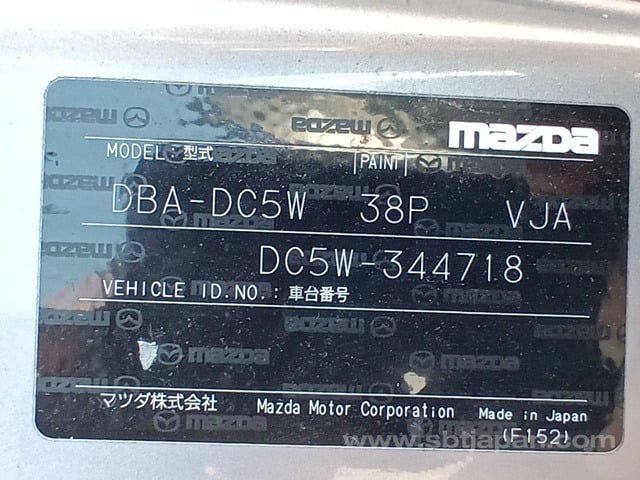 mazda
MODEL : 型式 PAINT
DBA-DC5W 38P VJA
DC5W-344718
VEHICLE ID.NO.: 車台番号
マツダ株式会社 Mazda Motor Corporation Made in Japan
(F152)
www.sbtjapan.com